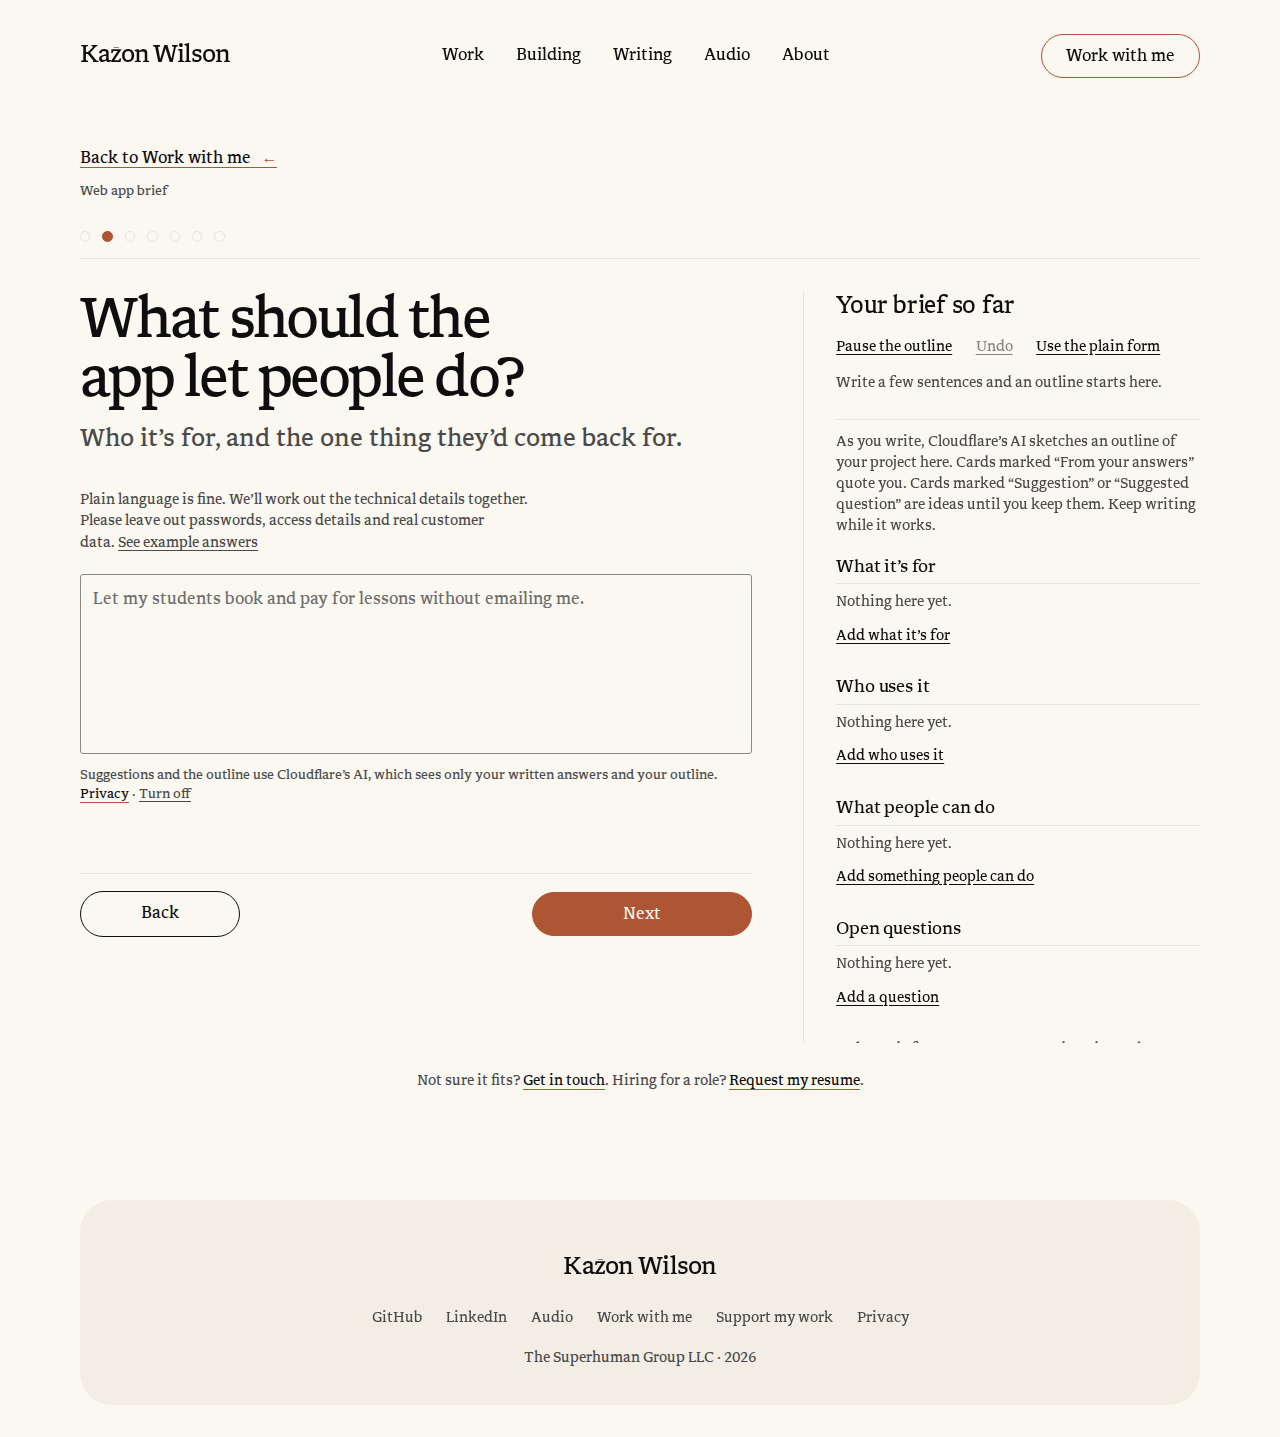 Kažon Wilson
Work
Building
Writing
Audio
About
Work with me
Back to Work with me ←
Web app brief
What should the
app let people do?
Who it’s for, and the one thing they’d come back for.
Plain language is fine. We’ll work out the technical details together.
Please leave out passwords, access details and real customer
data. See example answers
Let my students book and pay for lessons without emailing me.
Suggestions and the outline use Cloudflare’s AI, which sees only your written answers and your outline.
Privacy · Turn off
Back
Next
Your brief so far
Pause the outline
Undo
Use the plain form
Write a few sentences and an outline starts here.
As you write, Cloudflare’s AI sketches an outline of
your project here. Cards marked “From your answers”
quote you. Cards marked “Suggestion” or “Suggested
question” are ideas until you keep them. Keep writing
while it works.
What it’s for
Nothing here yet.
Add what it’s for
Who uses it
Nothing here yet.
Add who uses it
What people can do
Nothing here yet.
Add something people can do
Open questions
Nothing here yet.
Add a question
Not sure it fits? Get in touch. Hiring for a role? Request my resume.
Kažon Wilson
GitHub
LinkedIn
Audio
Work with me
Support my work
Privacy
The Superhuman Group LLC · 2026